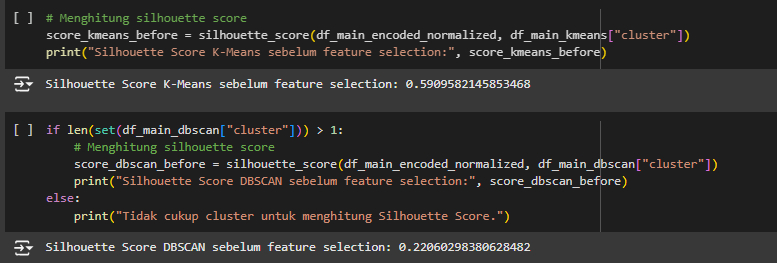 [ ] # Menghitung silhouette score
score_kmeans_before = silhouette_score(df_main_encoded_normalized, df_main_kmeans["cluster"])
print("Silhouette Score K-Means sebelum feature selection:", score_kmeans_before)
Silhouette Score K-Means sebelum feature selection: 0.5909582145853468
[ ] if len(set(df_main_dbscan["cluster"])) > 1:
    # Menghitung silhouette score
    score_dbscan_before = silhouette_score(df_main_encoded_normalized, df_main_dbscan["cluster"])
    print("Silhouette Score DBSCAN sebelum feature selection:", score_dbscan_before)
else:
    print("Tidak cukup cluster untuk menghitung Silhouette Score.")
Silhouette Score DBSCAN sebelum feature selection: 0.22060298380628482